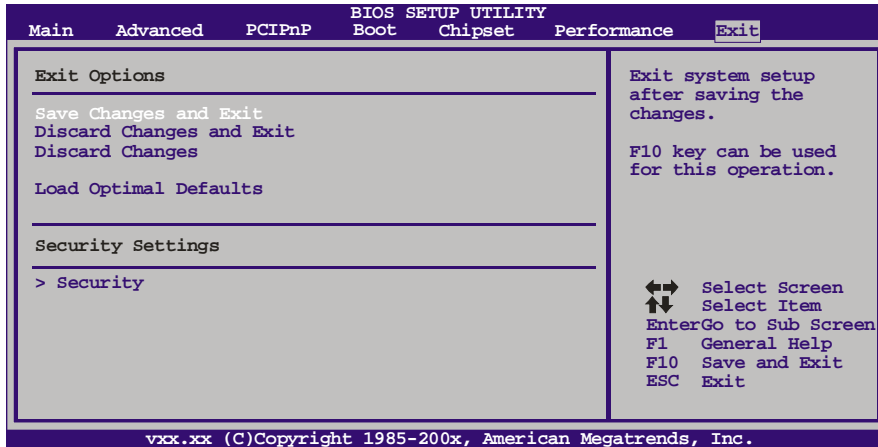 BIOS SETUP UTILITY
Main Advanced PCIPnP Boot Chipset Performance Exit
Exit Options
Save Changes and Exit
Discard Changes and Exit
Discard Changes
Load Optimal Defaults
Security Settings
> Security
Exit system setup
after saving the
changes.
F10 key can be used
for this operation.
Select Screen
Select Item
EnterGo to Sub Screen
F1 General Help
F10 Save and Exit
ESC Exit
vxx.xx (C)Copyright 1985-200x, American Megatrends, Inc.